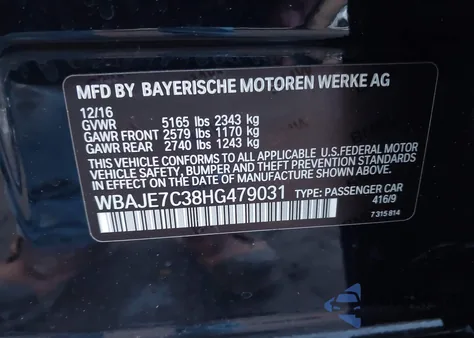 MFD BY BAYERISCHE MOTOREN WERKE AG
12/16
GVWR 5165 lbs 2343 kg
GAWR FRONT 2579 lbs 1170 kg
GAWR REAR 2740 lbs 1243 kg
THIS VEHICLE CONFORMS TO ALL APPLICABLE U.S.FEDERAL MOTOR
VEHICLE SAFETY, BUMPER AND THEFT PREVENTION STANDARDS
IN EFFECT ON THE DATE OF MANUFACTURE SHOWN ABOVE.
WBAJE7C38HG479031 TYPE: PASSENGER CAR
416/9
7 315 814